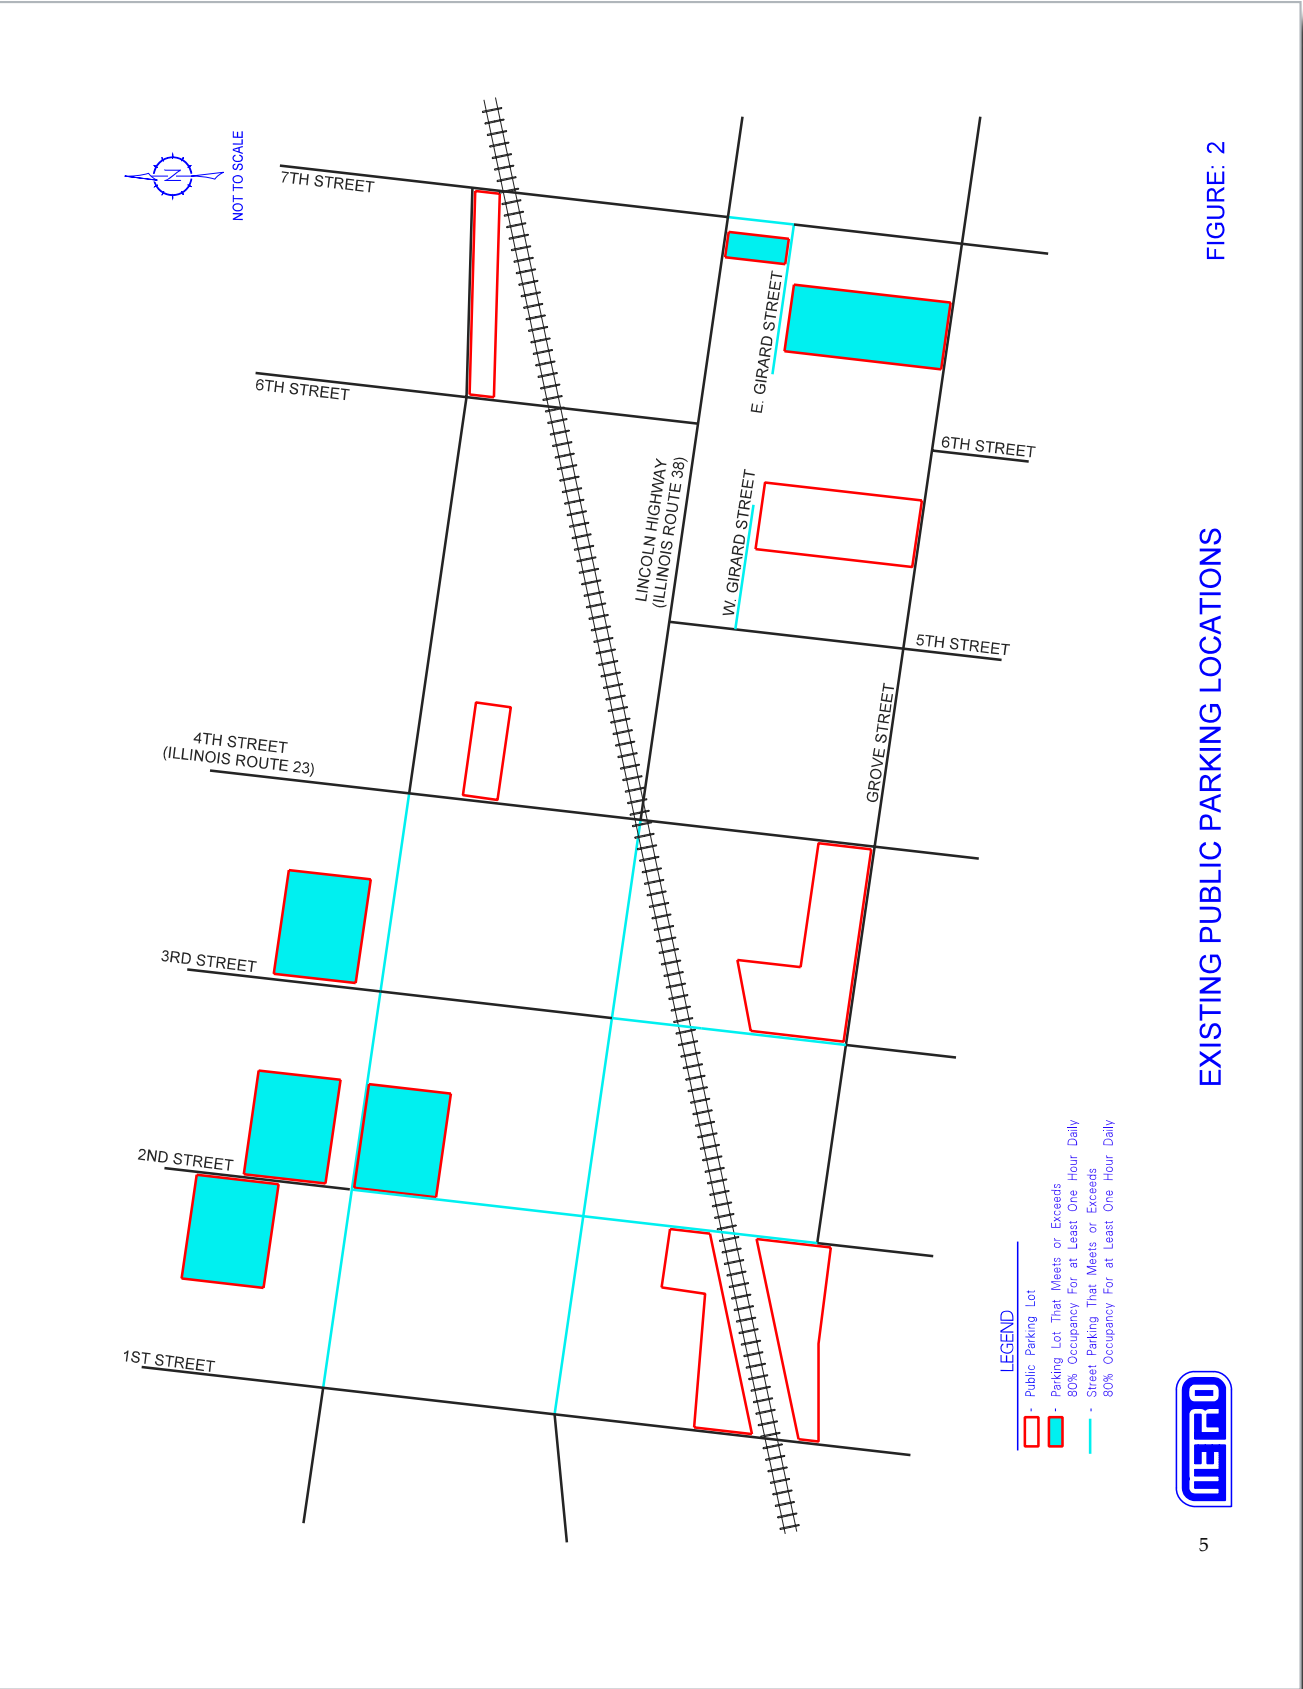 N
NOT TO SCALE
7TH STREET
6TH STREET
4TH STREET
(ILLINOIS ROUTE 23)
3RD STREET
2ND STREET
1ST STREET
LINCOLN HIGHWAY
(ILLINOIS ROUTE 38)
E. GIRARD STREET
W. GIRARD STREET
6TH STREET
5TH STREET
GROVE STREET
LEGEND
- Public Parking Lot
- Parking Lot That Meets or Exceeds
80% Occupancy For at Least One Hour Daily
- Street Parking That Meets or Exceeds
80% Occupancy For at Least One Hour Daily
METRO
EXISTING PUBLIC PARKING LOCATIONS
FIGURE: 2
5